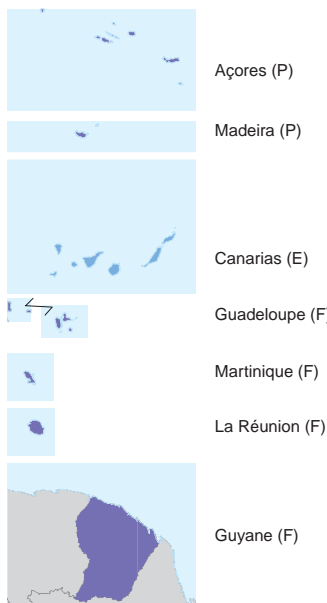 Açores (P)
Madeira (P)
Canarias (E)
Guadeloupe (F)
Martinique (F)
La Réunion (F)
Guyane (F)